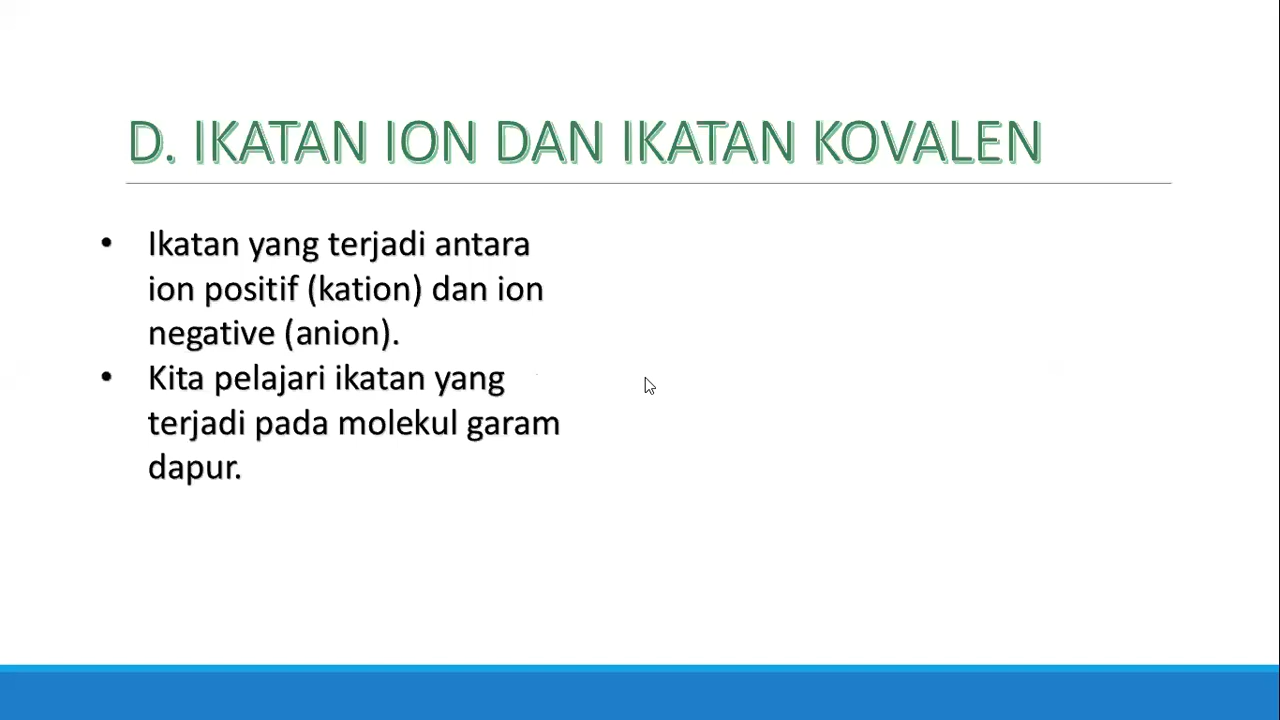 D. IKATAN ION DAN IKATAN KOVALEN
• Ikatan yang terjadi antara
ion positif (kation) dan ion
negative (anion).
• Kita pelajari ikatan yang
terjadi pada molekul garam
dapur.